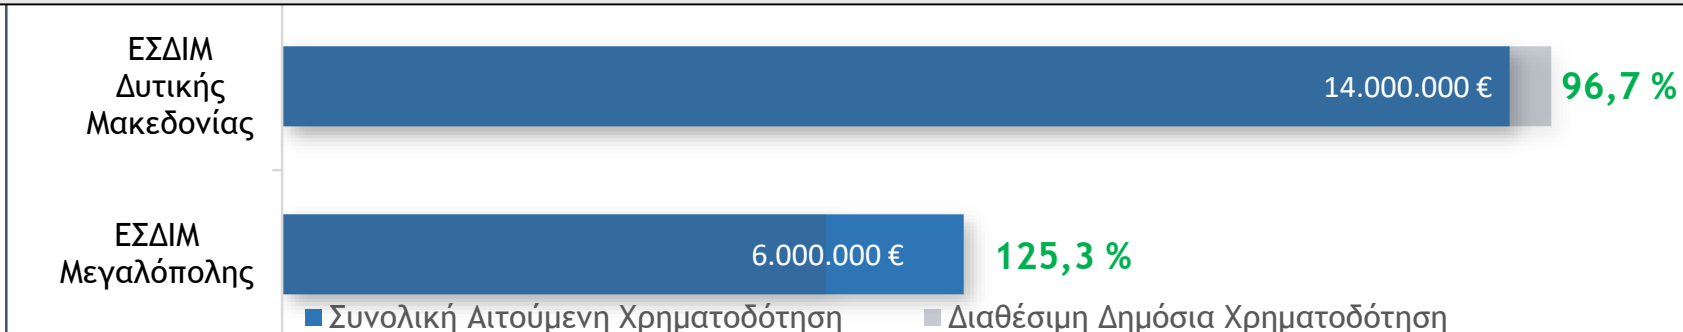 ΕΣΔΙΜ
Δυτικής
Μακεδονίας
14.000.000 €
96,7 %
ΕΣΔΙΜ
Μεγαλόπολης
6.000.000 €
125,3 %
Συνολική Αιτούμενη Χρηματοδότηση
Διαθέσιμη Δημόσια Χρηματοδότηση